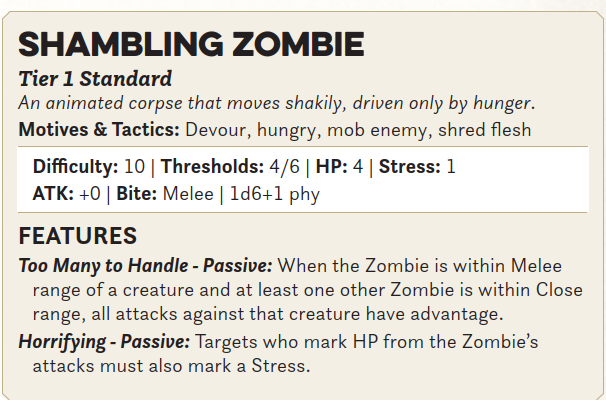 SHAMBLING ZOMBIE
Tier 1 Standard
An animated corpse that moves shakily, driven only by hunger.
Motives & Tactics: Devour, hungry, mob enemy, shred flesh
Difficulty: 10 | Thresholds: 4/6 | HP: 4 | Stress: 1
ATK: +0 | Bite: Melee | 1d6+1 phy
FEATURES
Too Many to Handle - Passive: When the Zombie is within Melee
range of a creature and at least one other Zombie is within Close
range, all attacks against that creature have advantage.
Horrifying - Passive: Targets who mark HP from the Zombie’s
attacks must also mark a Stress.